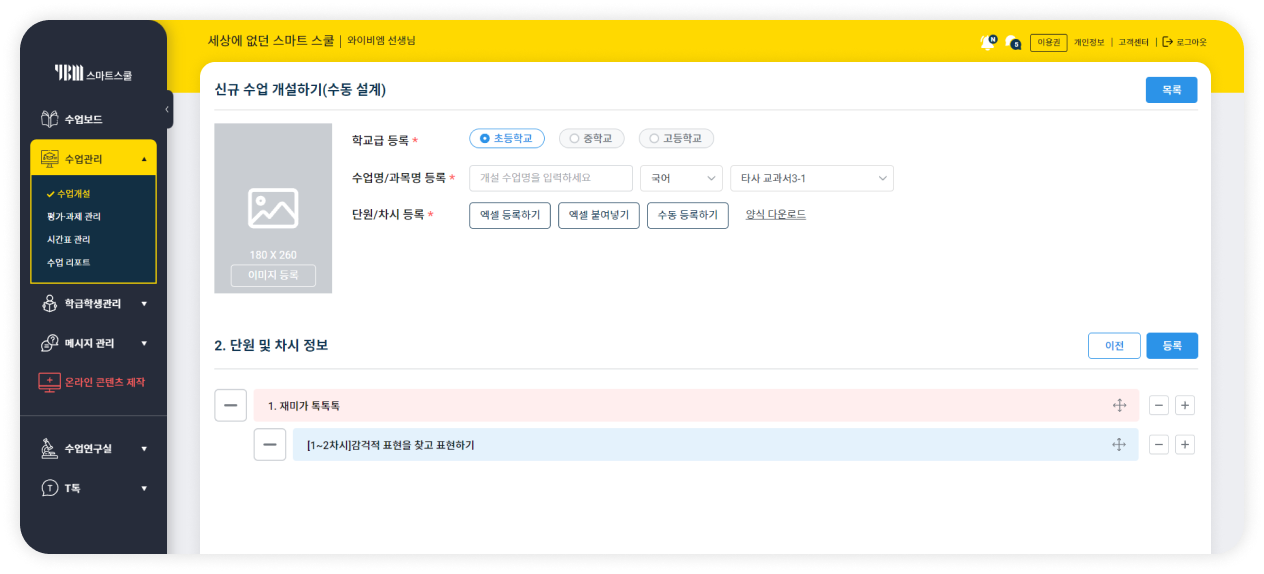 세상에 없던 스마트 스쿨 | 와이비엠 선생님
N
5
이용권
개인정보 | 고객센터 | 로그아웃
YBM 스마트스쿨
수업보드
수업관리
수업개설
평가·과제 관리
시간표 관리
수업 리포트
학급학생관리
메시지 관리
온라인 콘텐츠 제작
수업연구실
T톡
신규 수업 개설하기(수동 설계)
목록
180 X 260
이미지 등록
학교급 등록 *
초등학교
중학교
고등학교
수업명/과목명 등록 *
개설 수업명을 입력하세요
국어
타사 교과서3-1
단원/차시 등록 *
엑셀 등록하기
엑셀 붙여넣기
수동 등록하기
양식 다운로드
2. 단원 및 차시 정보
이전
등록
1. 재미가 톡톡톡
[1~2차시]감각적 표현을 찾고 표현하기